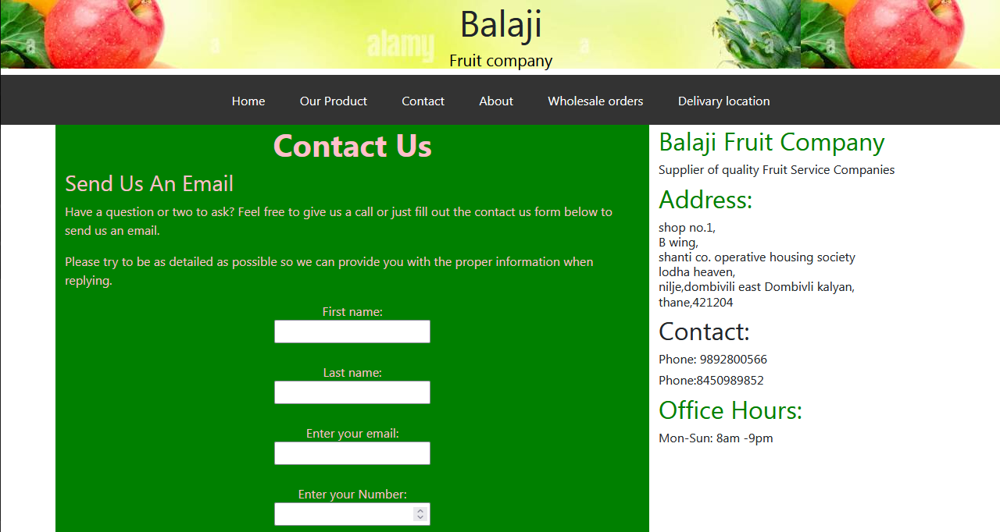 Balaji
alamy
a
a
a
a
a
Fruit company
Home
Our Product
Contact
About
Wholesale orders
Delivary location
Contact Us
Send Us An Email
Have a question or two to ask? Feel free to give us a call or just fill out the contact us form below to
send us an email.
Please try to be as detailed as possible so we can provide you with the proper information when
replying.
First name:
Last name:
Enter your email:
Enter your Number:
Balaji Fruit Company
Supplier of quality Fruit Service Companies
Address:
shop no.1,
B wing,
shanti co. operative housing society
lodha heaven,
nilje,dombivili east Dombivli kalyan,
thane,421204
Contact:
Phone: 9892800566
Phone:8450989852
Office Hours:
Mon-Sun: 8am -9pm